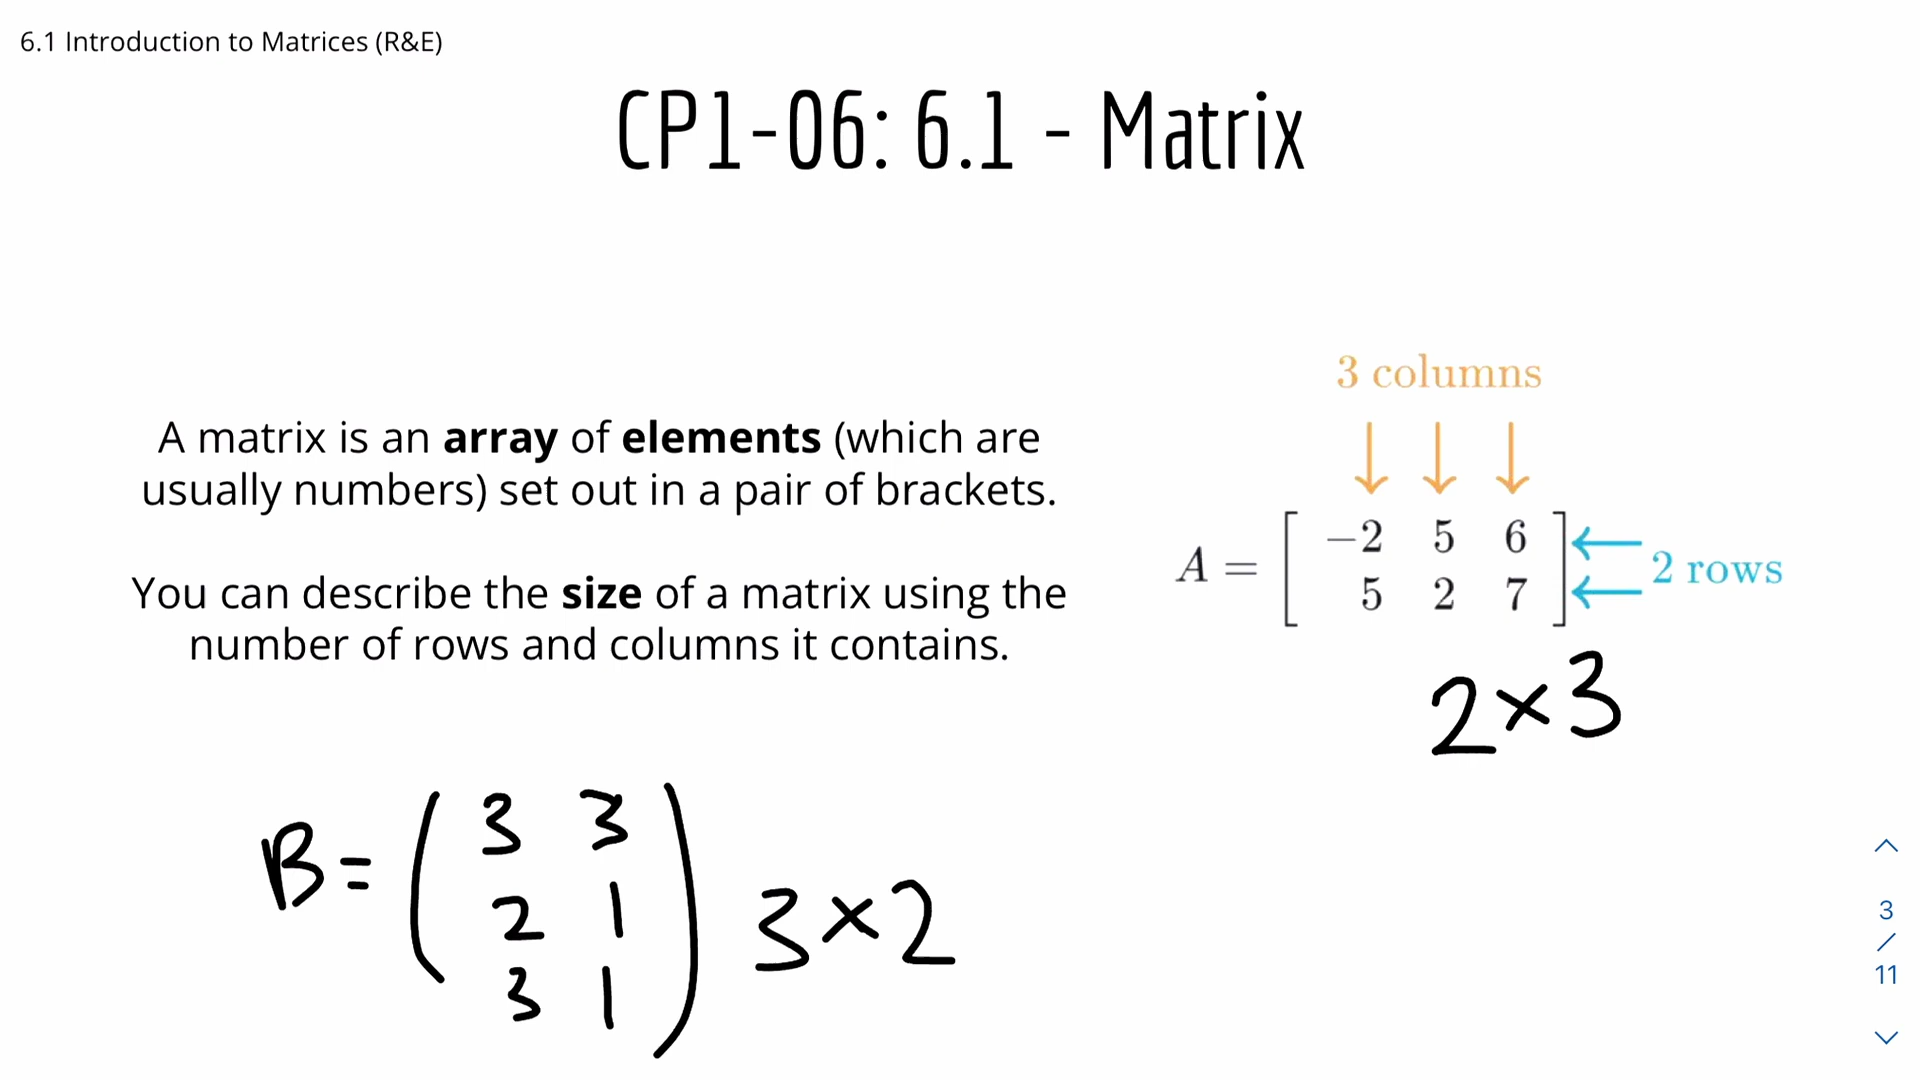 6.1 Introduction to Matrices (R&E)
CP1-06: 6.1 - Matrix
A matrix is an array of elements (which are
usually numbers) set out in a pair of brackets.
You can describe the size of a matrix using the
number of rows and columns it contains.
3 columns
↓ ↓ ↓
A = [ −2 5 6 ] ←
5 2 7 ← 2 rows
2×3
B = ( 3 3
2 1
3 1 ) 3×2
3
/
11